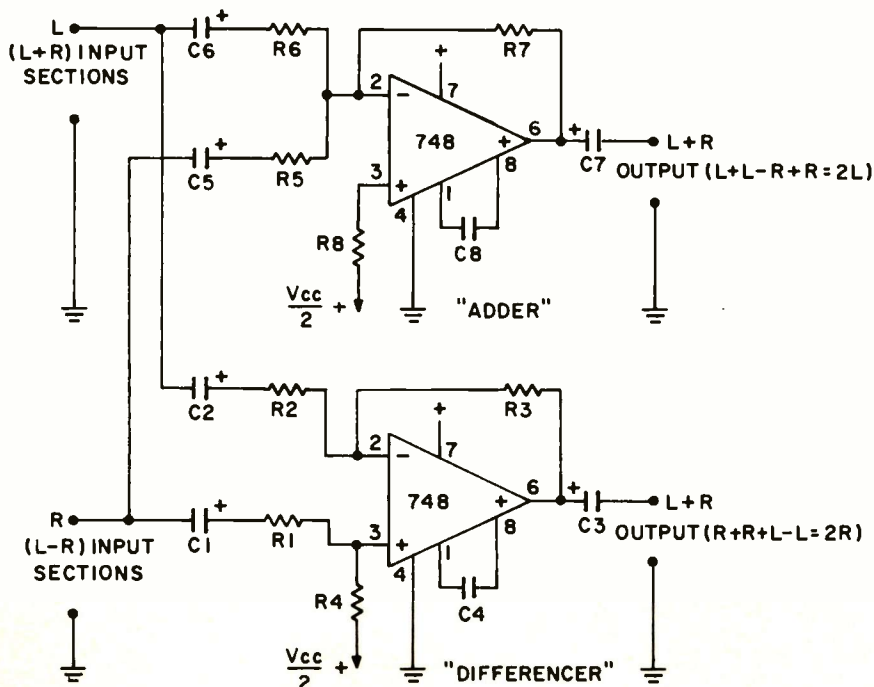 L
(L+R) INPUT
SECTIONS
+
C6
R6
R7
+
C5
R5
2
−
+
7
748
6
+
8
3
+
1
4
C8
R8
Vcc/2 +
"ADDER"
+
C7
L+R
OUTPUT (L+L-R+R=2L)
+
C2
R2
R3
2
−
+
7
748
6
+
8
3
+
1
4
C4
R
(L-R) INPUT
SECTIONS
+
C1
R1
R4
Vcc/2 +
"DIFFERENCER"
+
C3
L+R
OUTPUT (R+R+L-L=2R)